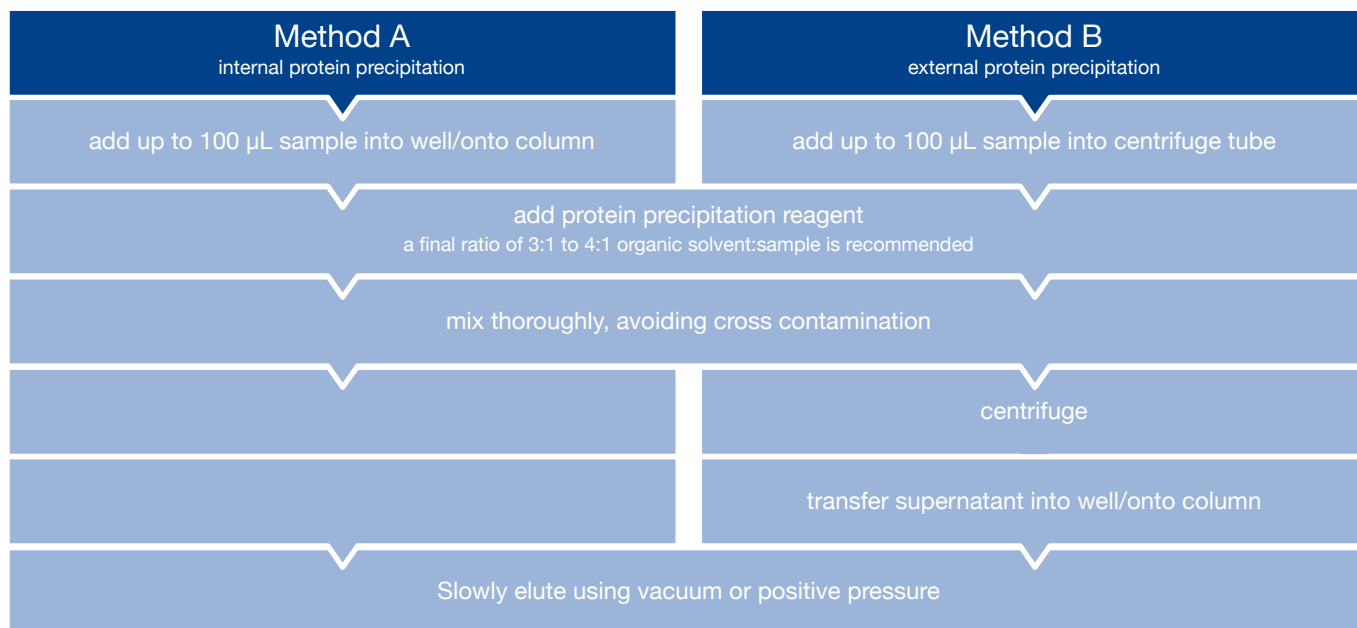 Method A
internal protein precipitation
Method B
external protein precipitation
add up to 100 µL sample into well/onto column
add up to 100 µL sample into centrifuge tube
add protein precipitation reagent
a final ratio of 3:1 to 4:1 organic solvent:sample is recommended
mix thoroughly, avoiding cross contamination
centrifuge
transfer supernatant into well/onto column
Slowly elute using vacuum or positive pressure